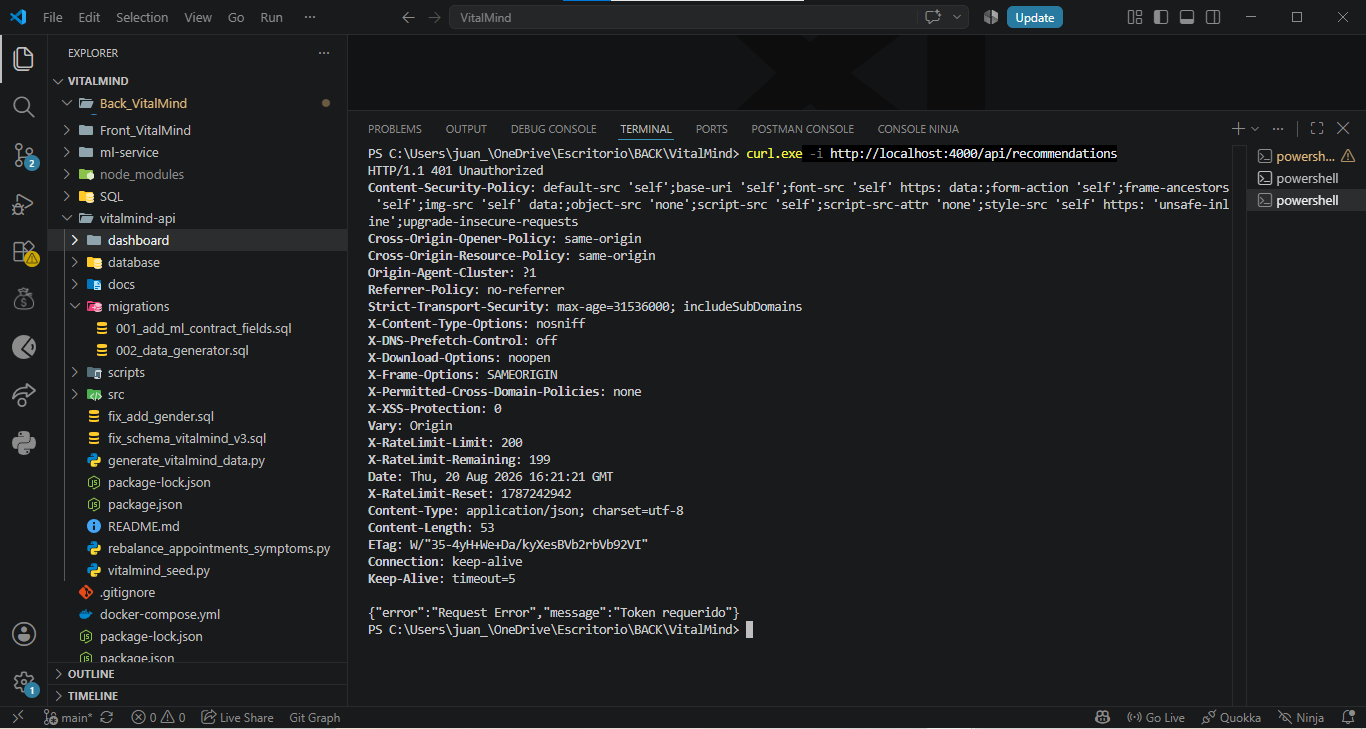 File Edit Selection View Go Run ··· VitalMind Update
EXPLORER ···
VITALMIND
Back_VitalMind
Front_VitalMind
ml-service
node_modules
SQL
vitalmind-api
dashboard
database
docs
migrations
001_add_ml_contract_fields.sql
002_data_generator.sql
scripts
src
fix_add_gender.sql
fix_schema_vitalmind_v3.sql
generate_vitalmind_data.py
package-lock.json
package.json
README.md
rebalance_appointments_symptoms.py
vitalmind_seed.py
.gitignore
docker-compose.yml
package-lock.json
package.json
OUTLINE
TIMELINE
2
1
PROBLEMS OUTPUT DEBUG CONSOLE TERMINAL PORTS POSTMAN CONSOLE CONSOLE NINJA
PS C:\Users\juan_\OneDrive\Escritorio\BACK\VitalMind> curl.exe -i http://localhost:4000/api/recommendations
HTTP/1.1 401 Unauthorized
Content-Security-Policy: default-src 'self';base-uri 'self';font-src 'self' https: data:;form-action 'self';frame-ancestors
'self';img-src 'self' data:;object-src 'none';script-src 'self';script-src-attr 'none';style-src 'self' https: 'unsafe-inl
ine';upgrade-insecure-requests
Cross-Origin-Opener-Policy: same-origin
Cross-Origin-Resource-Policy: same-origin
Origin-Agent-Cluster: ?1
Referrer-Policy: no-referrer
Strict-Transport-Security: max-age=31536000; includeSubDomains
X-Content-Type-Options: nosniff
X-DNS-Prefetch-Control: off
X-Download-Options: noopen
X-Frame-Options: SAMEORIGIN
X-Permitted-Cross-Domain-Policies: none
X-XSS-Protection: 0
Vary: Origin
X-RateLimit-Limit: 200
X-RateLimit-Remaining: 199
Date: Thu, 20 Aug 2026 16:21:21 GMT
X-RateLimit-Reset: 1787242942
Content-Type: application/json; charset=utf-8
Content-Length: 53
ETag: W/"35-4yH+We+Da/kyXesBVb2rbVb92VI"
Connection: keep-alive
Keep-Alive: timeout=5
{"error":"Request Error","message":"Token requerido"}
PS C:\Users\juan_\OneDrive\Escritorio\BACK\VitalMind>
powersh...
powershell
powershell
main* 0 0 Live Share Git Graph Go Live Quokka Ninja